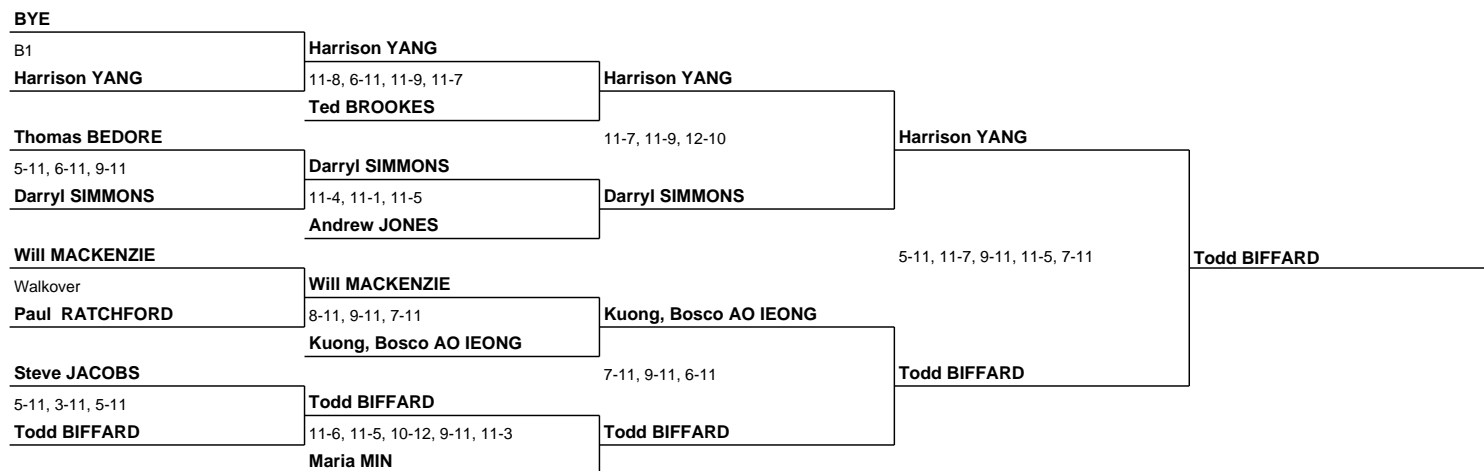 BYE
B1
Harrison YANG
Harrison YANG
11-8, 6-11, 11-9, 11-7
Harrison YANG
Ted BROOKES
Thomas BEDORE
11-7, 11-9, 12-10
Harrison YANG
5-11, 6-11, 9-11
Darryl SIMMONS
Darryl SIMMONS
11-4, 11-1, 11-5
Darryl SIMMONS
Andrew JONES
Will MACKENZIE
5-11, 11-7, 9-11, 11-5, 7-11
Todd BIFFARD
Walkover
Will MACKENZIE
Paul RATCHFORD
8-11, 9-11, 7-11
Kuong, Bosco AO IEONG
Kuong, Bosco AO IEONG
Steve JACOBS
7-11, 9-11, 6-11
Todd BIFFARD
5-11, 3-11, 5-11
Todd BIFFARD
Todd BIFFARD
11-6, 11-5, 10-12, 9-11, 11-3
Todd BIFFARD
Maria MIN